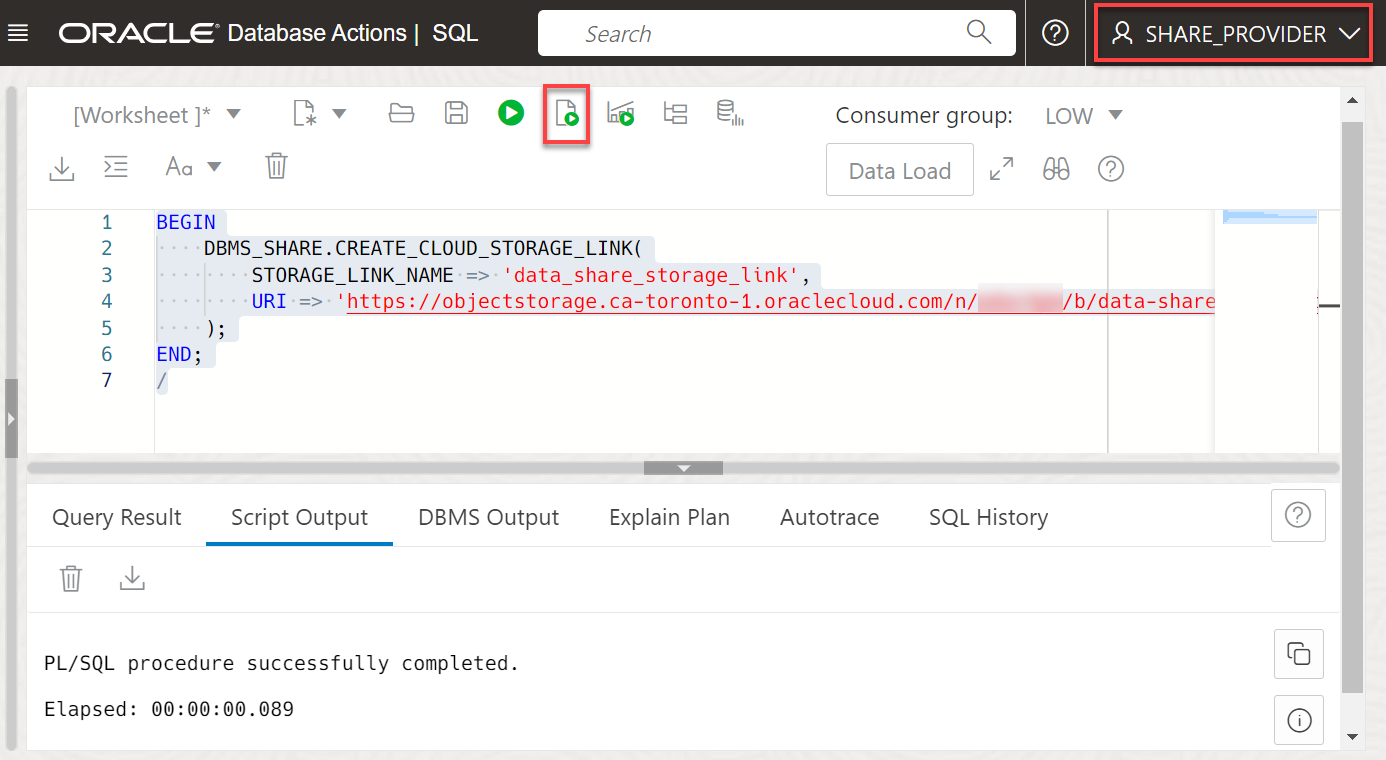 ORACLE Database Actions | SQL
Search
SHARE_PROVIDER
[Worksheet ]*
Consumer group: LOW
Aa
Data Load
1 BEGIN
2 DBMS_SHARE.CREATE_CLOUD_STORAGE_LINK(
3 STORAGE_LINK_NAME => 'data_share_storage_link',
4 URI => 'https://objectstorage.ca-toronto-1.oraclecloud.com/n/ /b/data-share
5 );
6 END;
7 /
Query Result Script Output DBMS Output Explain Plan Autotrace SQL History
PL/SQL procedure successfully completed.
Elapsed: 00:00:00.089